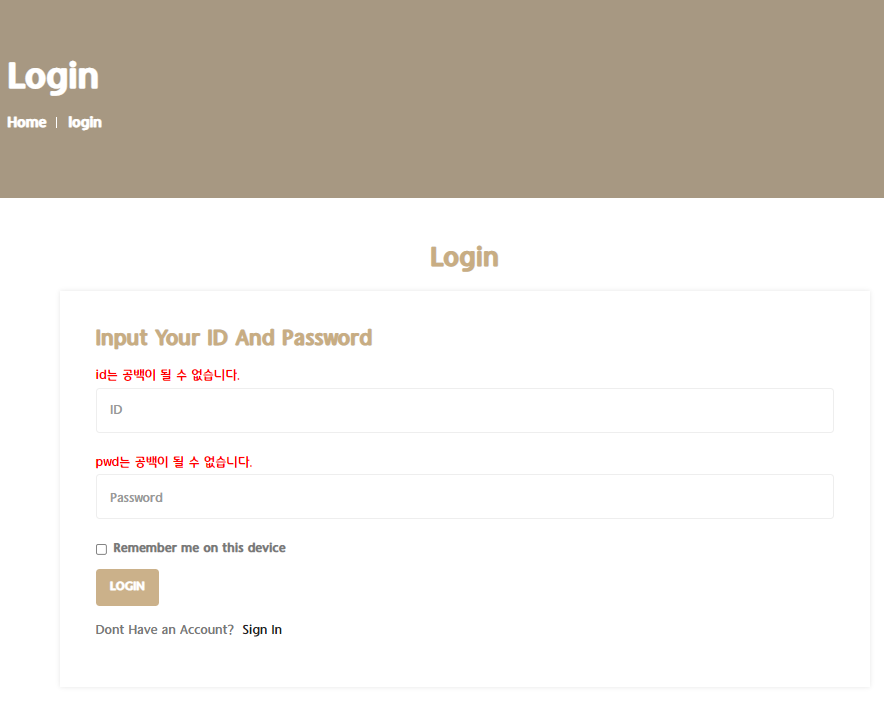 Login
Home | login
Login
Input Your ID And Password
id는 공백이 될 수 없습니다.
ID
pwd는 공백이 될 수 없습니다.
Password
Remember me on this device
LOGIN
Dont Have an Account? Sign In